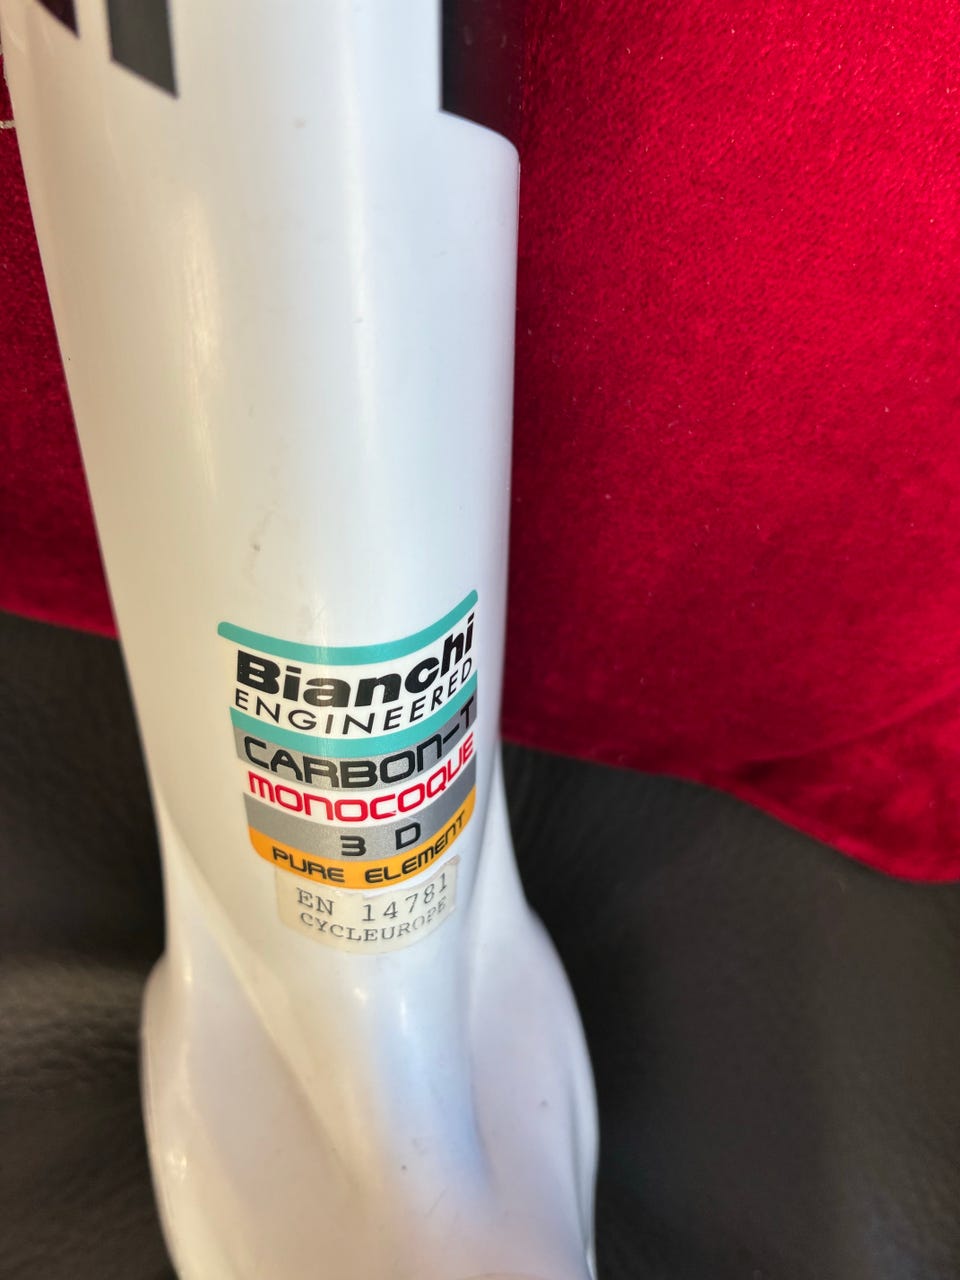 Bianchi
ENGINEERED
CARBON-T
MONOCOQUE
3 D
PURE ELEMENT
EN 14781
CYCLEUROPE